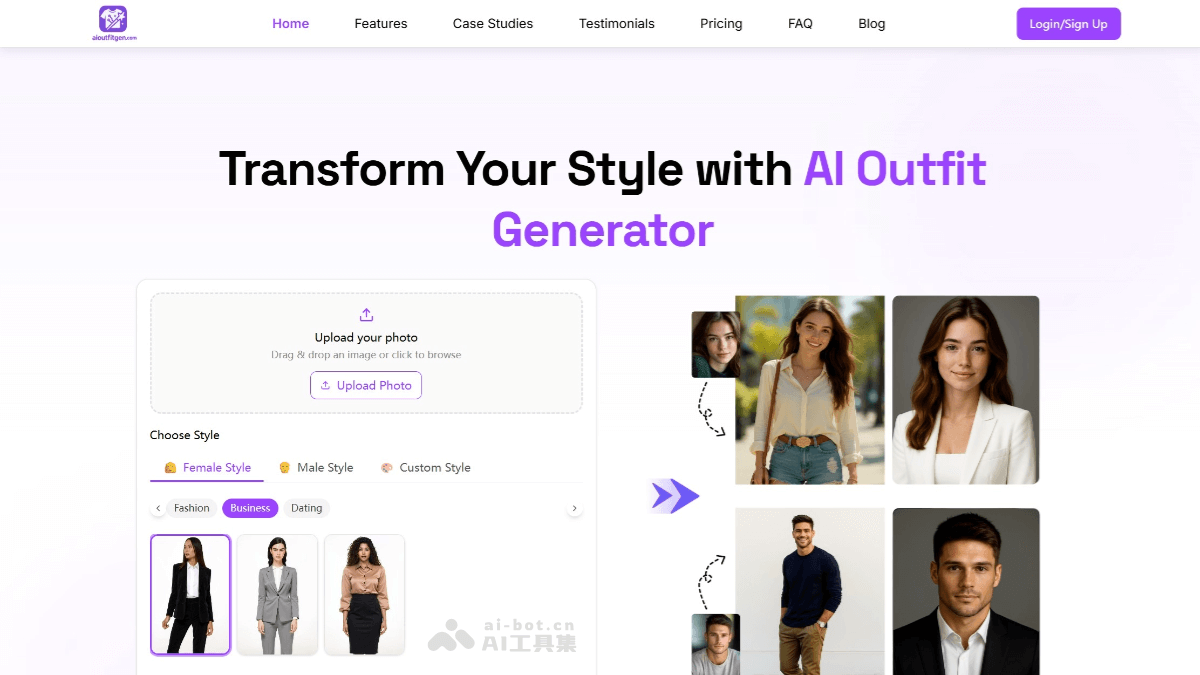 aioutfitgen.com
Home Features Case Studies Testimonials Pricing FAQ Blog Login/Sign Up
Transform Your Style with AI Outfit
Generator
Upload your photo
Drag & drop an image or click to browse
Upload Photo
Choose Style
Female Style Male Style Custom Style
Fashion Business Dating
ai-bot.cn
AI工具集